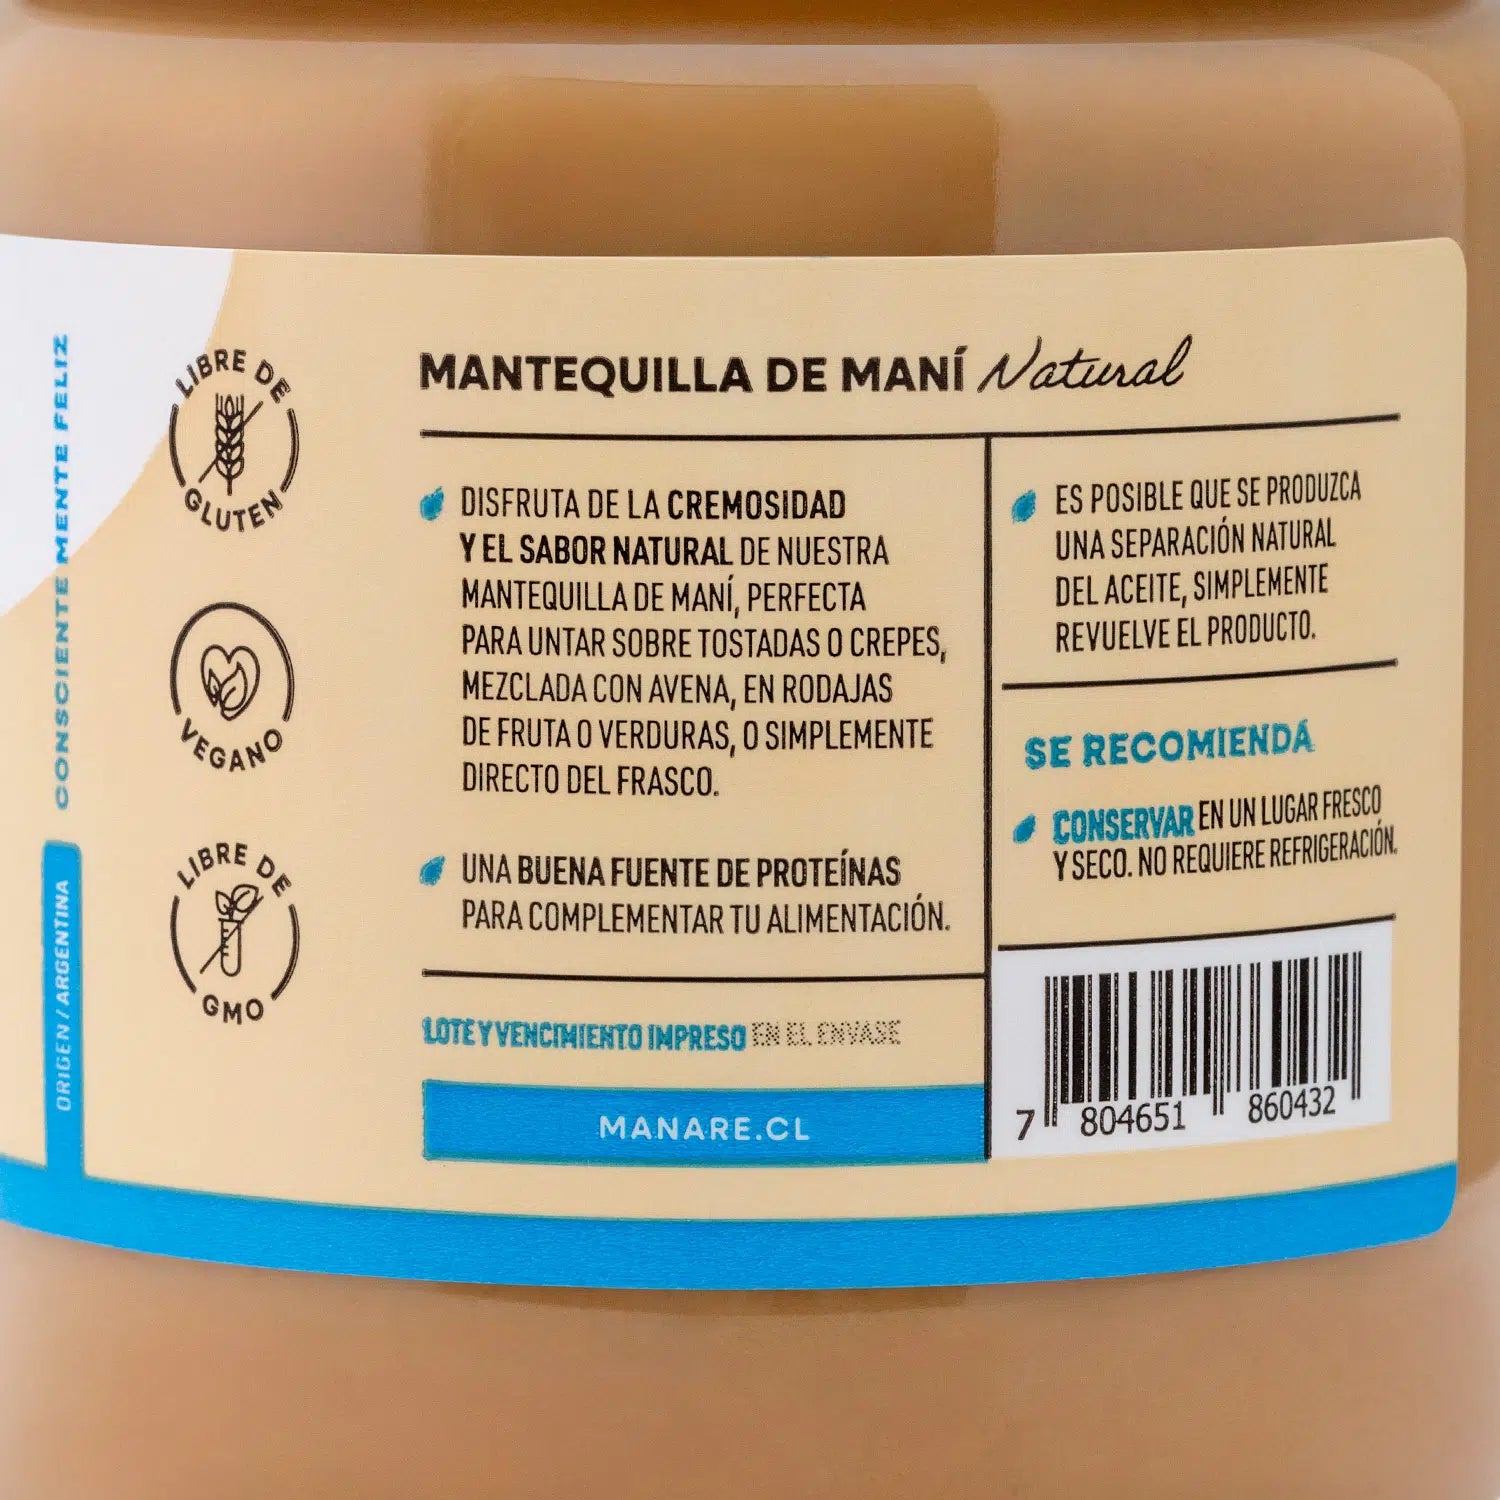 CONSCIENTE MENTE FELIZ
ORIGEN / ARGENTINA
LIBRE DE
GLUTEN
VEGANO
LIBRE DE
GMO
MANTEQUILLA DE MANÍ Natural
DISFRUTA DE LA CREMOSIDAD
Y EL SABOR NATURAL DE NUESTRA
MANTEQUILLA DE MANÍ, PERFECTA
PARA UNTAR SOBRE TOSTADAS O CREPES,
MEZCLADA CON AVENA, EN RODAJAS
DE FRUTA O VERDURAS, O SIMPLEMENTE
DIRECTO DEL FRASCO.
UNA BUENA FUENTE DE PROTEÍNAS
PARA COMPLEMENTAR TU ALIMENTACIÓN.
LOTE Y VENCIMIENTO IMPRESO EN EL ENVASE
MANARE.CL
ES POSIBLE QUE SE PRODUZCA
UNA SEPARACIÓN NATURAL
DEL ACEITE, SIMPLEMENTE
REVUELVE EL PRODUCTO.
SE RECOMIENDA
CONSERVAR EN UN LUGAR FRESCO
Y SECO. NO REQUIERE REFRIGERACIÓN.
7 804651 860432